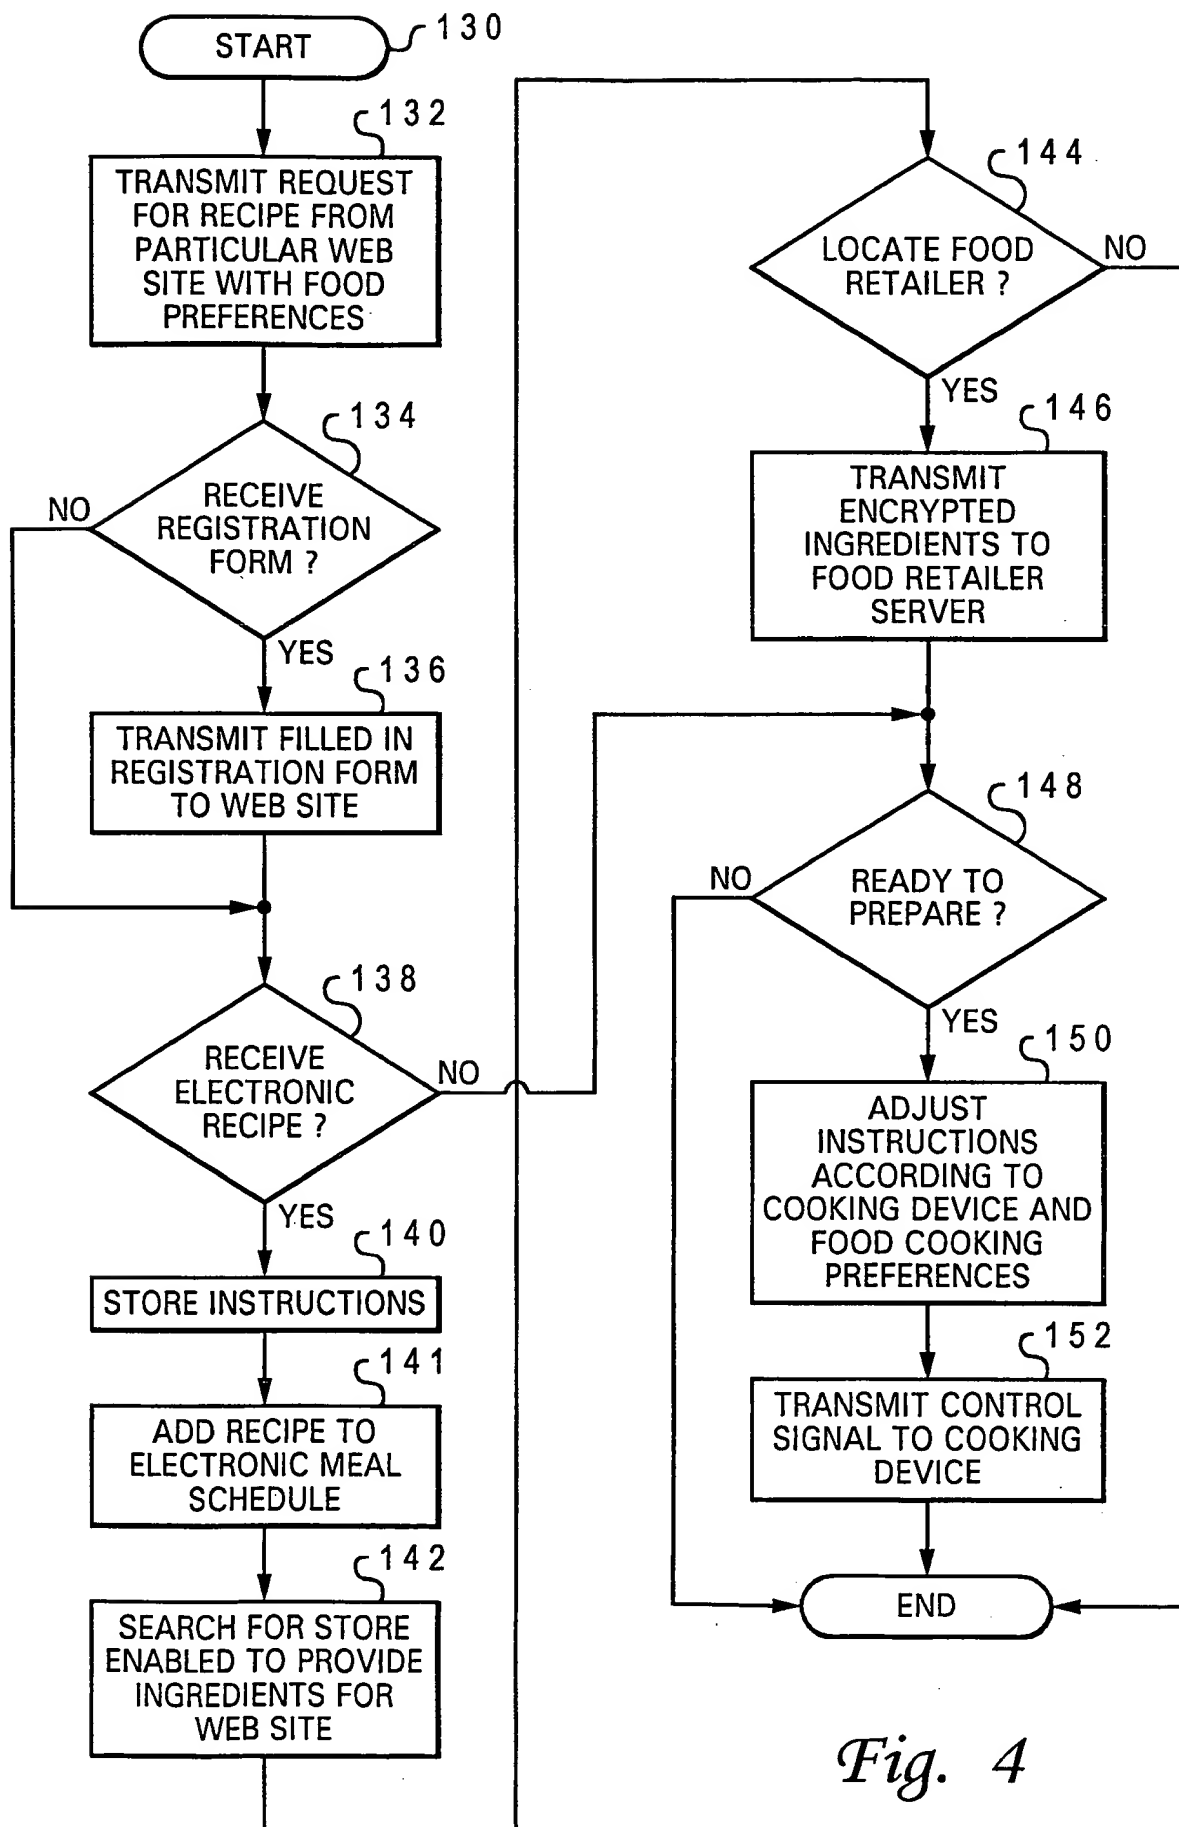 START
130
132
TRANSMIT REQUEST
FOR RECIPE FROM
PARTICULAR WEB
SITE WITH FOOD
PREFERENCES
134
NO
RECEIVE
REGISTRATION
FORM ?
YES
136
TRANSMIT FILLED IN
REGISTRATION FORM
TO WEB SITE
138
RECEIVE
ELECTRONIC
RECIPE ?
NO
YES
140
STORE INSTRUCTIONS
141
ADD RECIPE TO
ELECTRONIC MEAL
SCHEDULE
142
SEARCH FOR STORE
ENABLED TO PROVIDE
INGREDIENTS FOR
WEB SITE
144
LOCATE FOOD
RETAILER ?
NO
YES
146
TRANSMIT
ENCRYPTED
INGREDIENTS TO
FOOD RETAILER
SERVER
148
NO
READY TO
PREPARE ?
YES
150
ADJUST
INSTRUCTIONS
ACCORDING TO
COOKING DEVICE AND
FOOD COOKING
PREFERENCES
152
TRANSMIT CONTROL
SIGNAL TO COOKING
DEVICE
END
Fig. 4